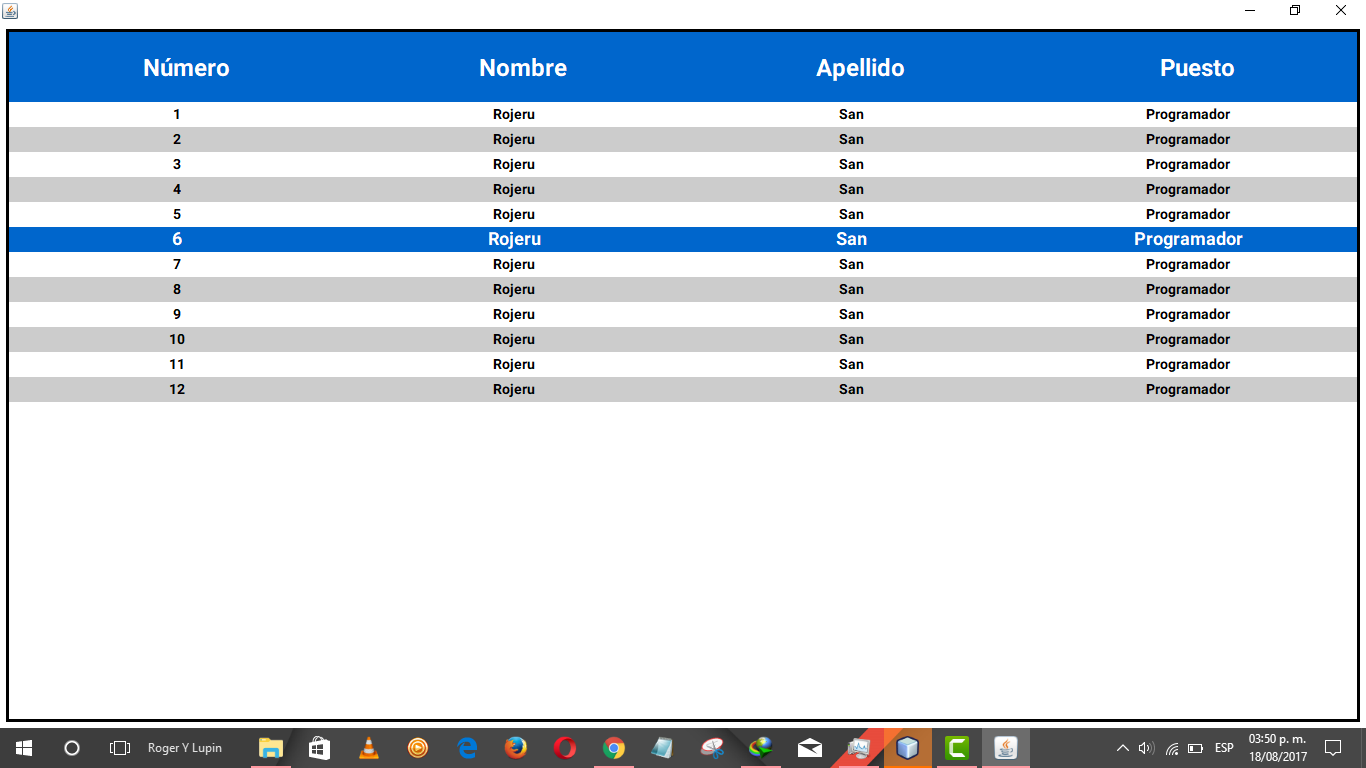 Número Nombre Apellido Puesto
1 Rojeru San Programador
2 Rojeru San Programador
3 Rojeru San Programador
4 Rojeru San Programador
5 Rojeru San Programador
6 Rojeru San Programador
7 Rojeru San Programador
8 Rojeru San Programador
9 Rojeru San Programador
10 Rojeru San Programador
11 Rojeru San Programador
12 Rojeru San Programador
Roger Y Lupin
ESP
03:50 p. m.
18/08/2017